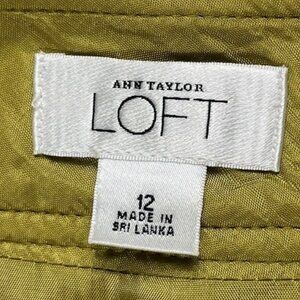 ANN TAYLOR
LOFT
12
MADE IN
SRI LANKA